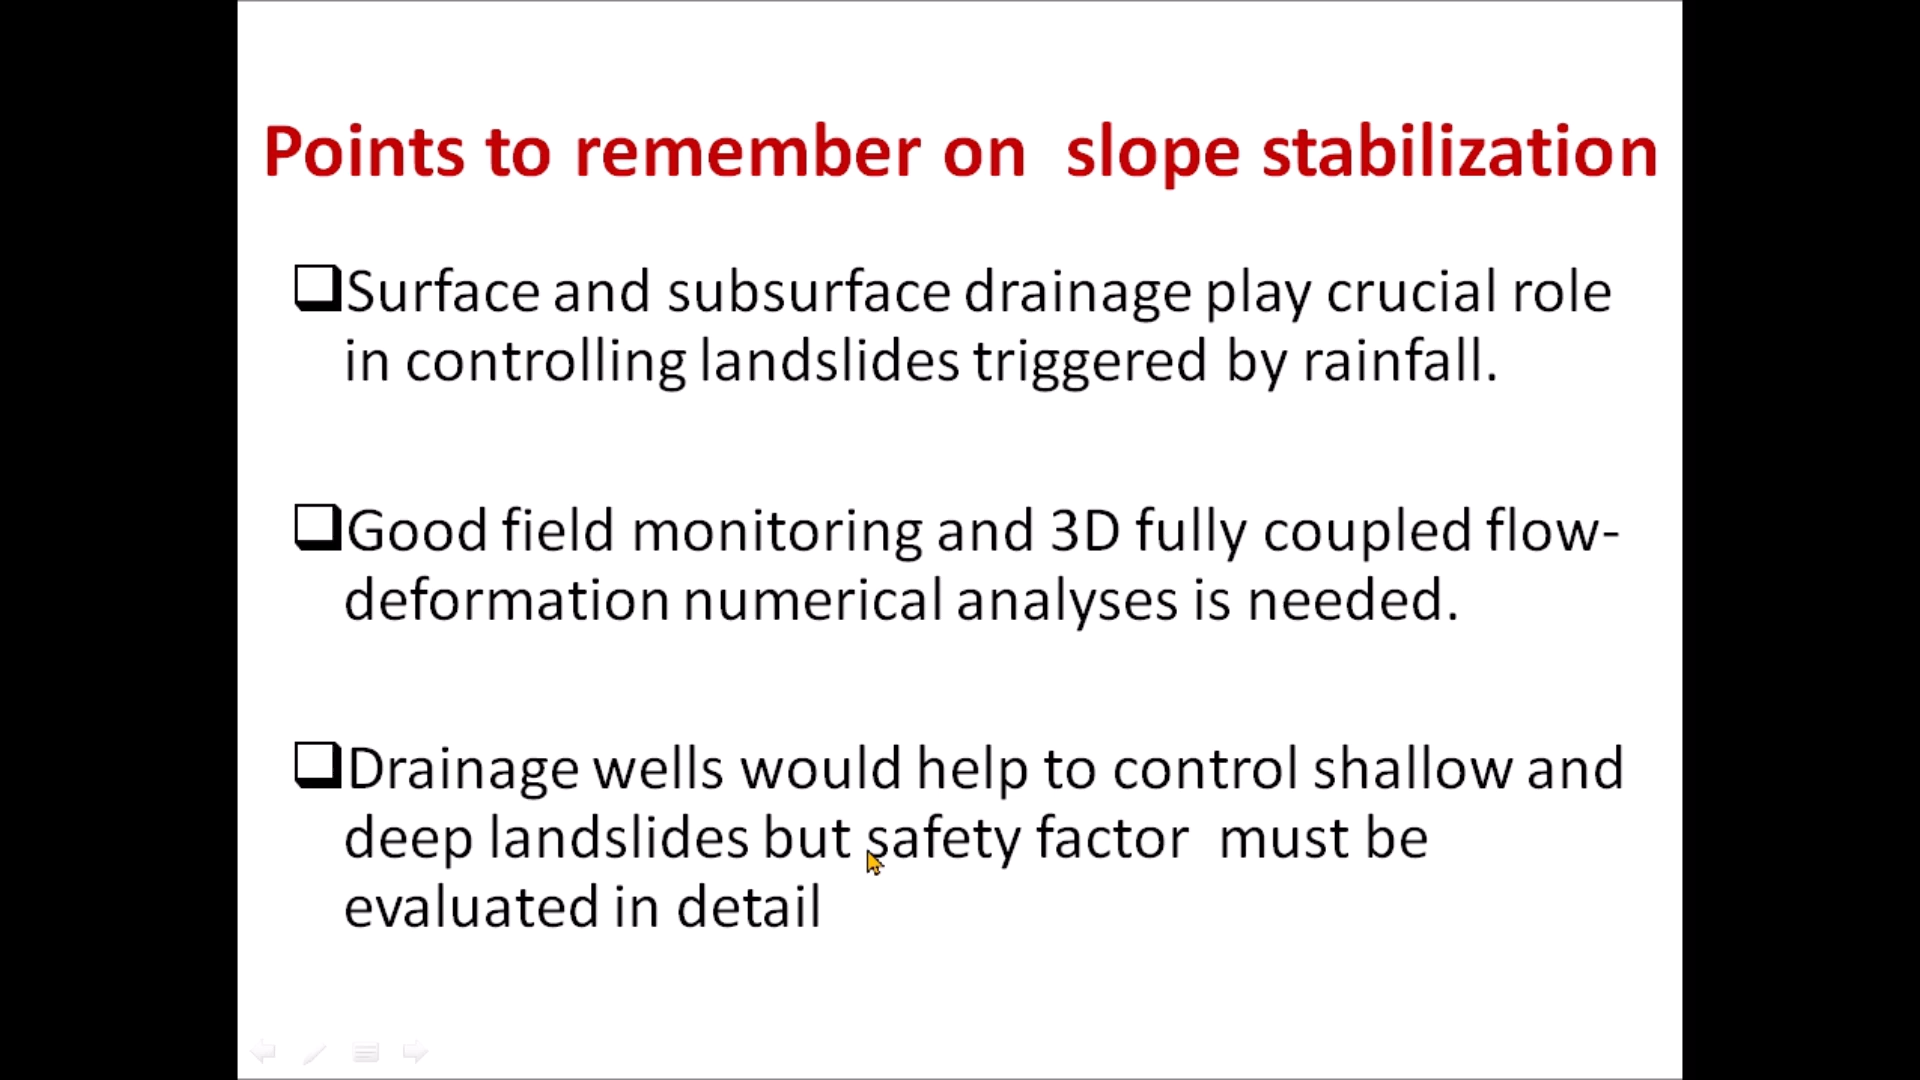 Points to remember on slope stabilization
Surface and subsurface drainage play crucial role
in controlling landslides triggered by rainfall.
Good field monitoring and 3D fully coupled flow-
deformation numerical analyses is needed.
Drainage wells would help to control shallow and
deep landslides but safety factor must be
evaluated in detail